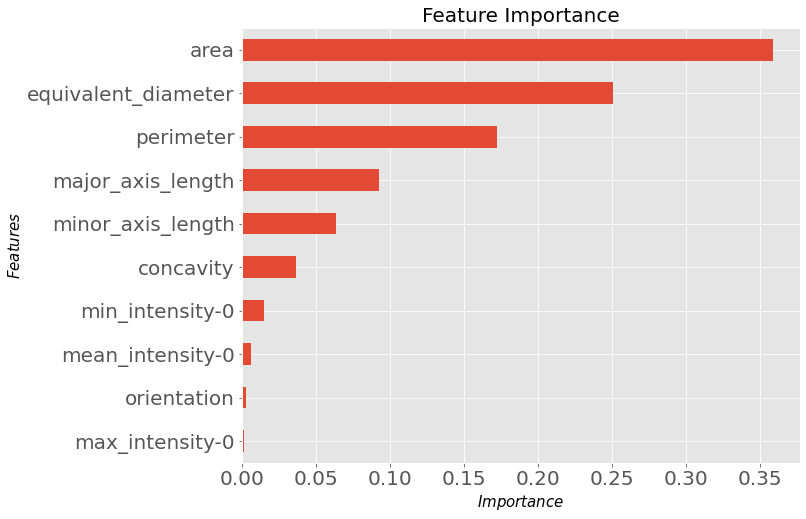 Feature Importance
area
equivalent_diameter
perimeter
major_axis_length
minor_axis_length
concavity
min_intensity-0
mean_intensity-0
orientation
max_intensity-0
Features
0.00 0.05 0.10 0.15 0.20 0.25 0.30 0.35
Importance